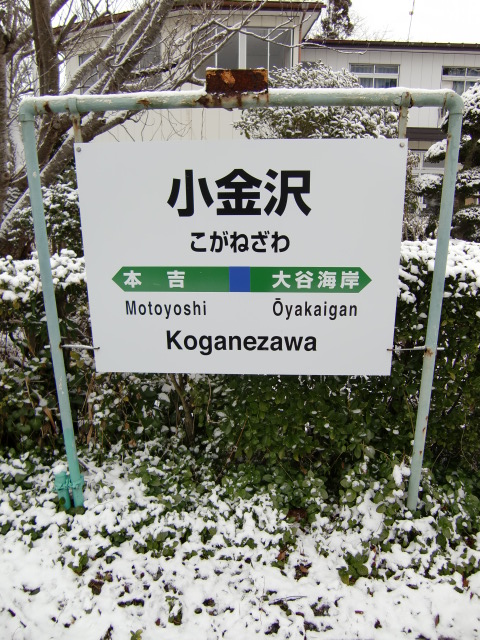 小金沢
こがねざわ
本吉 大谷海岸
Motoyoshi Ōyakaigan
Koganezawa